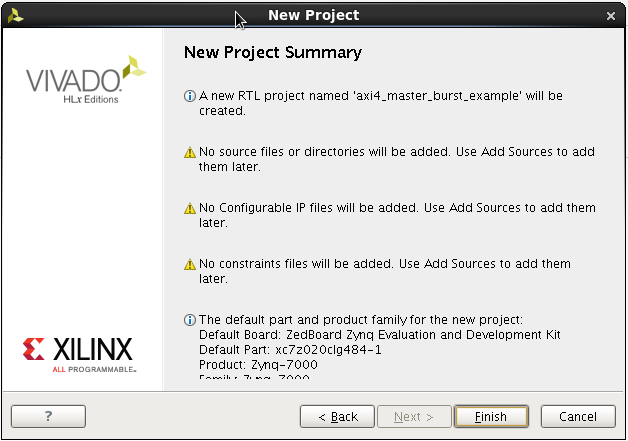 New Project
New Project Summary
VIVADO.
HLx Editions
A new RTL project named 'axi4_master_burst_example' will be
created.
No source files or directories will be added. Use Add Sources to add
them later.
No Configurable IP files will be added. Use Add Sources to add them
later.
No constraints files will be added. Use Add Sources to add them
later.
The default part and product family for the new project:
Default Board: ZedBoard Zynq Evaluation and Development Kit
Default Part: xc7z020clg484-1
Product: Zynq-7000
Family: Zynq-7000
XILINX
ALL PROGRAMMABLE™
?
< Back
Next >
Finish
Cancel